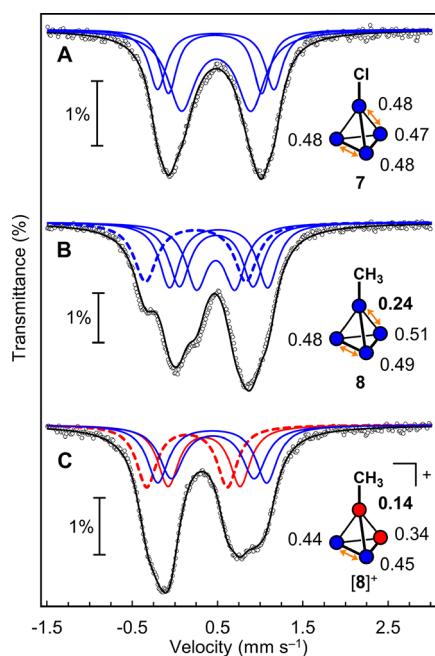 A
1%
Cl
0.48
0.48
0.47
0.48
7
Transmittance (%)
B
1%
CH3
0.24
0.48
0.51
0.49
8
C
1%
CH3
+
0.14
0.44
0.34
0.45
[8]+
-1.5 -0.5 0.5 1.5 2.5
Velocity (mm s–1)